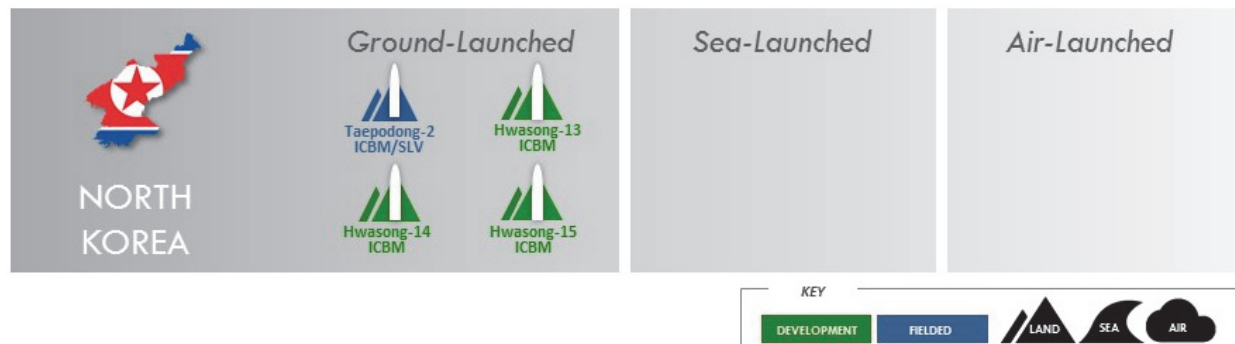 NORTH
KOREA
Ground-Launched
Taepodong-2
ICBM/SLV
Hwasong-13
ICBM
Hwasong-14
ICBM
Hwasong-15
ICBM
Sea-Launched
Air-Launched
KEY
DEVELOPMENT
FIELDED
LAND
SEA
AIR